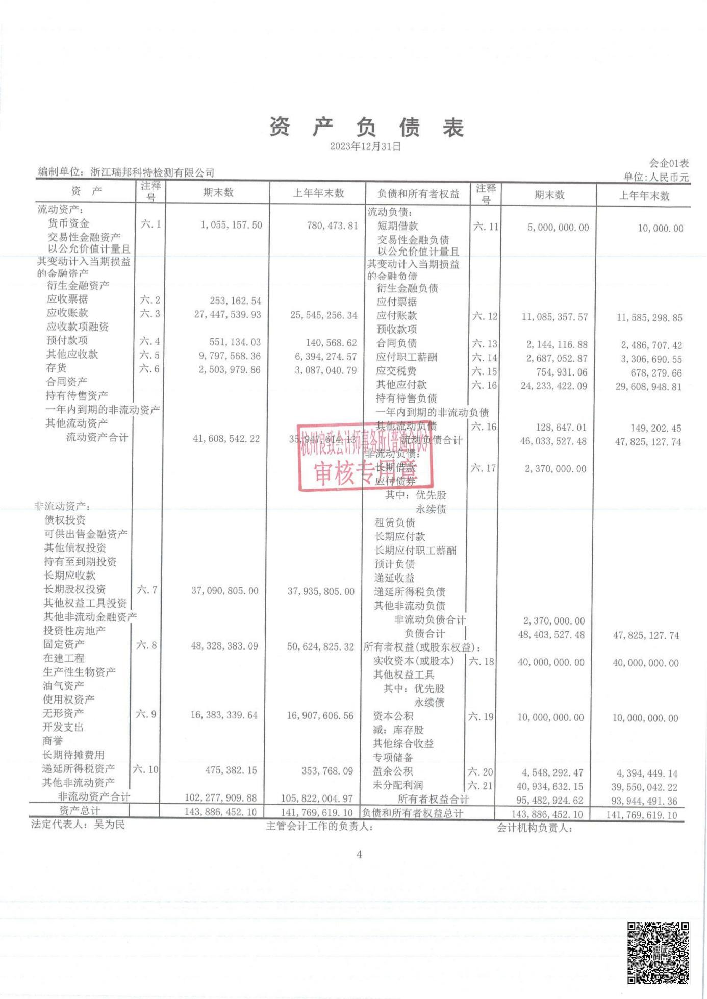 资 产 负 债 表
2023年12月31日
会企01表
编制单位：浙江瑞邦科特检测有限公司
单位:人民币元
资 产 注释号 期末数 上年年末数 负债和所有者权益 注释号 期末数 上年年末数
流动资产： 流动负债：
货币资金 六.1 1,055,157.50 780,473.81 短期借款 六.11 5,000,000.00 10,000.00
交易性金融资产 交易性金融负债
以公允价值计量且 以公允价值计量且
其变动计入当期损益 其变动计入当期损益
的金融资产 的金融负债
衍生金融资产 衍生金融负债
应收票据 六.2 253,162.54 应付票据
应收账款 六.3 27,447,539.93 25,545,256.34 应付账款 六.12 11,085,357.57 11,585,298.85
应收款项融资 预收款项
预付款项 六.4 551,134.03 140,568.62 合同负债 六.13 2,144,116.88 2,486,707.42
其他应收款 六.5 9,797,568.36 6,394,274.57 应付职工薪酬 六.14 2,687,052.87 3,306,690.55
存货 六.6 2,503,979.86 3,087,040.79 应交税费 六.15 754,931.06 678,279.66
合同资产 其他应付款 六.16 24,233,422.09 29,608,948.81
持有待售资产 持有待售负债
一年内到期的非流动资产 一年内到期的非流动负债
其他流动资产 其他流动负债 六.16 128,647.01 149,202.45
流动资产合计 41,608,542.22 35,947,614.13 流动负债合计 46,033,527.48 47,825,127.74
杭州良致会计师事务所(普通合伙)
审核专用章
非流动负债：
长期借款 六.17 2,370,000.00
应付债券
其中：优先股
非流动资产： 永续债
债权投资 租赁负债
可供出售金融资产 长期应付款
其他债权投资 长期应付职工薪酬
持有至到期投资 预计负债
长期应收款 递延收益
长期股权投资 六.7 37,090,805.00 37,935,805.00 递延所得税负债
其他权益工具投资 其他非流动负债
其他非流动金融资产 非流动负债合计 2,370,000.00
投资性房地产 负债合计 48,403,527.48 47,825,127.74
固定资产 六.8 48,328,383.09 50,624,825.32 所有者权益(或股东权益)：
在建工程 实收资本(或股本) 六.18 40,000,000.00 40,000,000.00
生产性生物资产 其他权益工具
油气资产 其中：优先股
使用权资产 永续债
无形资产 六.9 16,383,339.64 16,907,606.56 资本公积 六.19 10,000,000.00 10,000,000.00
开发支出 减：库存股
商誉 其他综合收益
长期待摊费用 专项储备
递延所得税资产 六.10 475,382.15 353,768.09 盈余公积 六.20 4,548,292.47 4,394,449.14
其他非流动资产 未分配利润 六.21 40,934,632.15 39,550,042.22
非流动资产合计 102,277,909.88 105,822,004.97 所有者权益合计 95,482,924.62 93,944,491.36
资产总计 143,886,452.10 141,769,619.10 负债和所有者权益总计 143,886,452.10 141,769,619.10
法定代表人：吴为民 主管会计工作的负责人： 会计机构负责人：
4
验证码